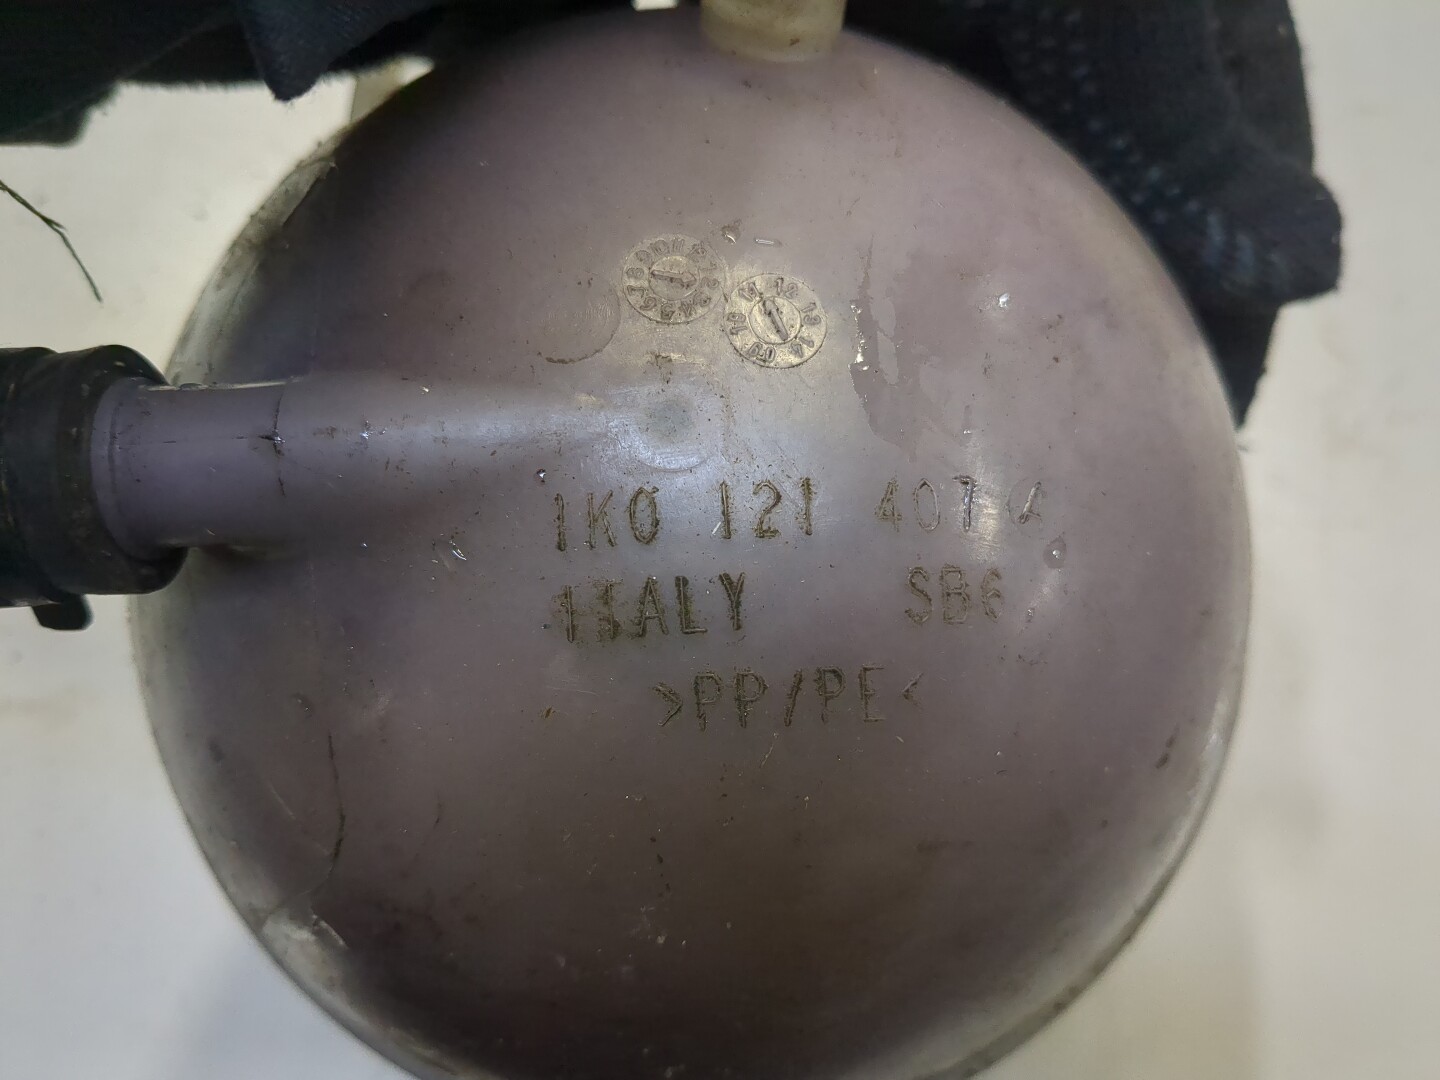 1K0 121 407 A
ITALY SB6
>PP/PE<